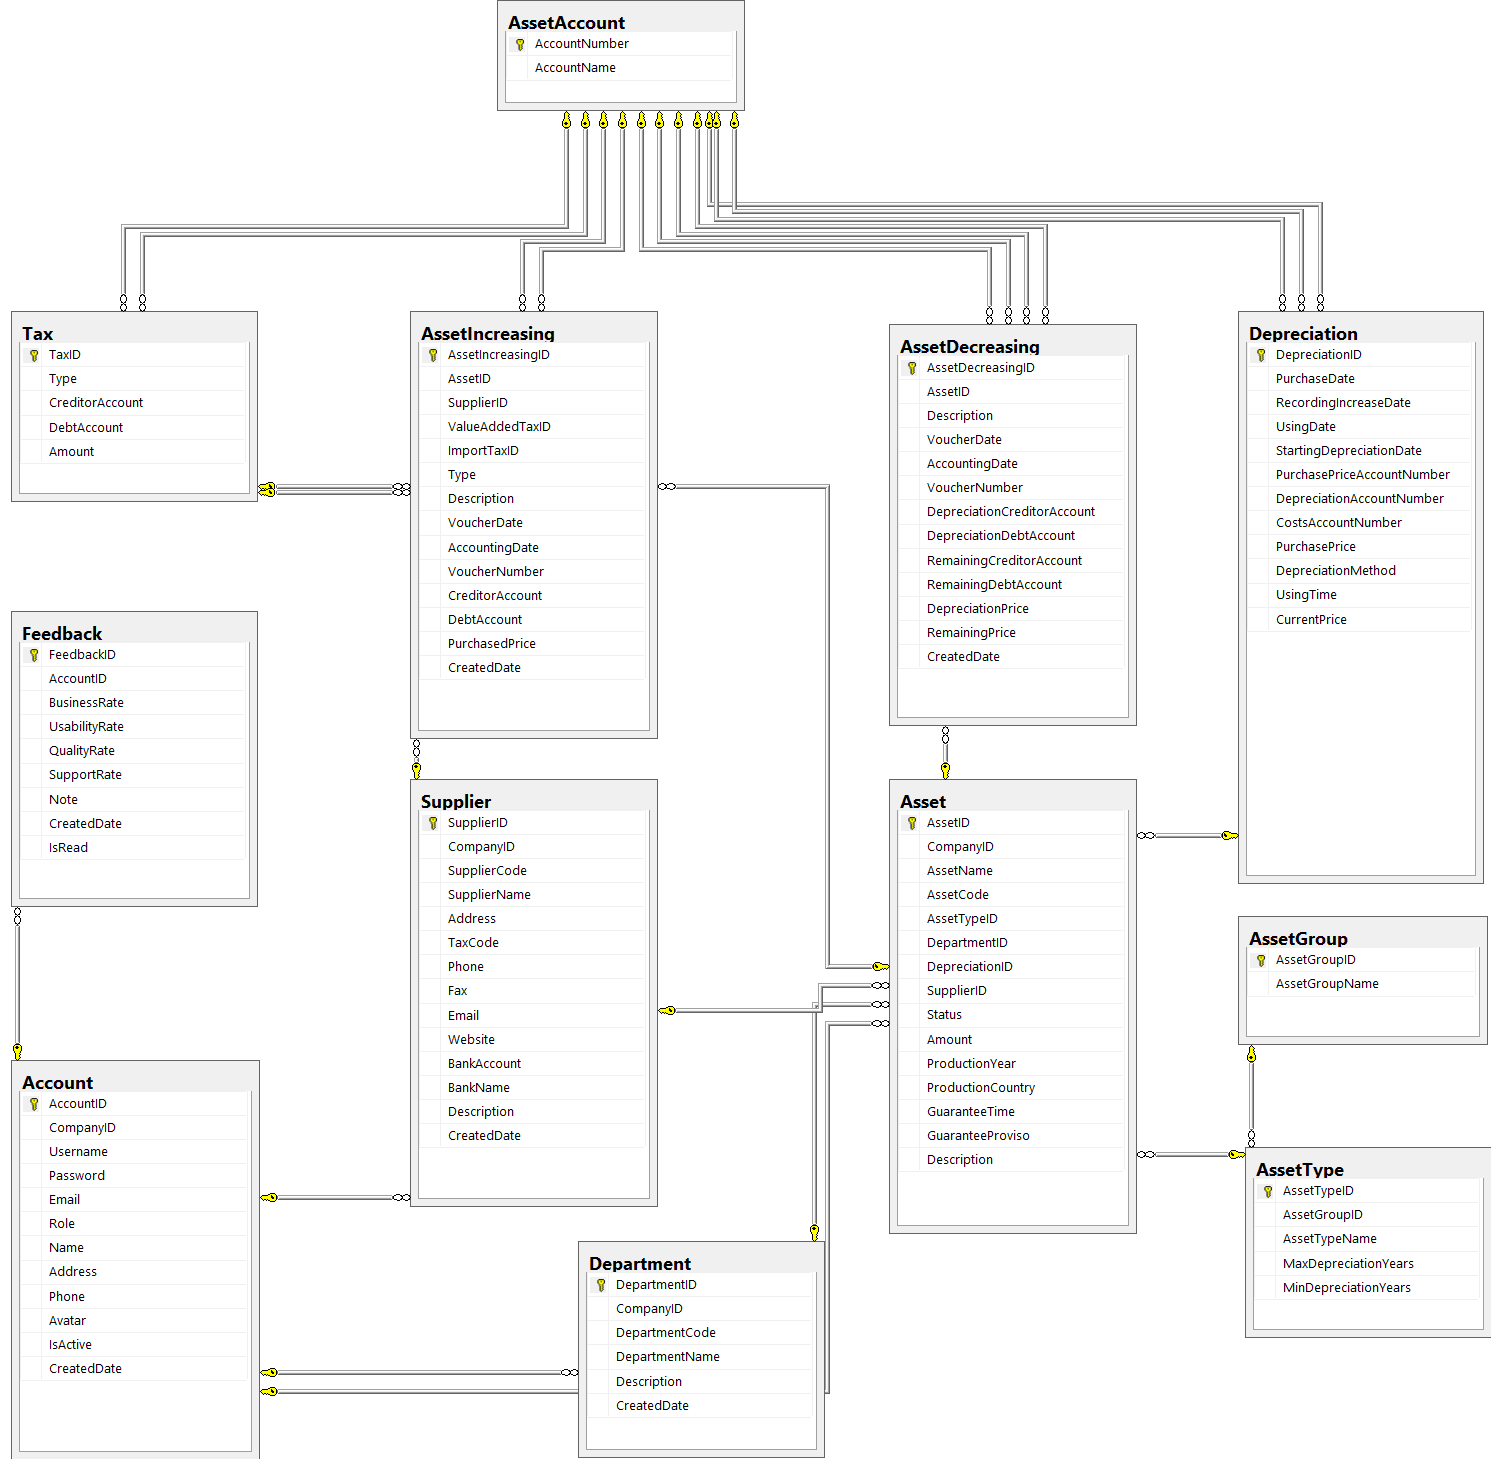 AssetAccount
AccountNumber
AccountName
Tax
TaxID
Type
CreditorAccount
DebtAccount
Amount
AssetIncreasing
AssetIncreasingID
AssetID
SupplierID
ValueAddedTaxID
ImportTaxID
Type
Description
VoucherDate
AccountingDate
VoucherNumber
CreditorAccount
DebtAccount
PurchasedPrice
CreatedDate
AssetDecreasing
AssetDecreasingID
AssetID
Description
VoucherDate
AccountingDate
VoucherNumber
DepreciationCreditorAccount
DepreciationDebtAccount
RemainingCreditorAccount
RemainingDebtAccount
DepreciationPrice
RemainingPrice
CreatedDate
Depreciation
DepreciationID
PurchaseDate
RecordingIncreaseDate
UsingDate
StartingDepreciationDate
PurchasePriceAccountNumber
DepreciationAccountNumber
CostsAccountNumber
PurchasePrice
DepreciationMethod
UsingTime
CurrentPrice
Feedback
FeedbackID
AccountID
BusinessRate
UsabilityRate
QualityRate
SupportRate
Note
CreatedDate
IsRead
Supplier
SupplierID
CompanyID
SupplierCode
SupplierName
Address
TaxCode
Phone
Fax
Email
Website
BankAccount
BankName
Description
CreatedDate
Asset
AssetID
CompanyID
AssetName
AssetCode
AssetTypeID
DepartmentID
DepreciationID
SupplierID
Status
Amount
ProductionYear
ProductionCountry
GuaranteeTime
GuaranteeProviso
Description
AssetGroup
AssetGroupID
AssetGroupName
Account
AccountID
CompanyID
Username
Password
Email
Role
Name
Address
Phone
Avatar
IsActive
CreatedDate
AssetType
AssetTypeID
AssetGroupID
AssetTypeName
MaxDepreciationYears
MinDepreciationYears
Department
DepartmentID
CompanyID
DepartmentCode
DepartmentName
Description
CreatedDate